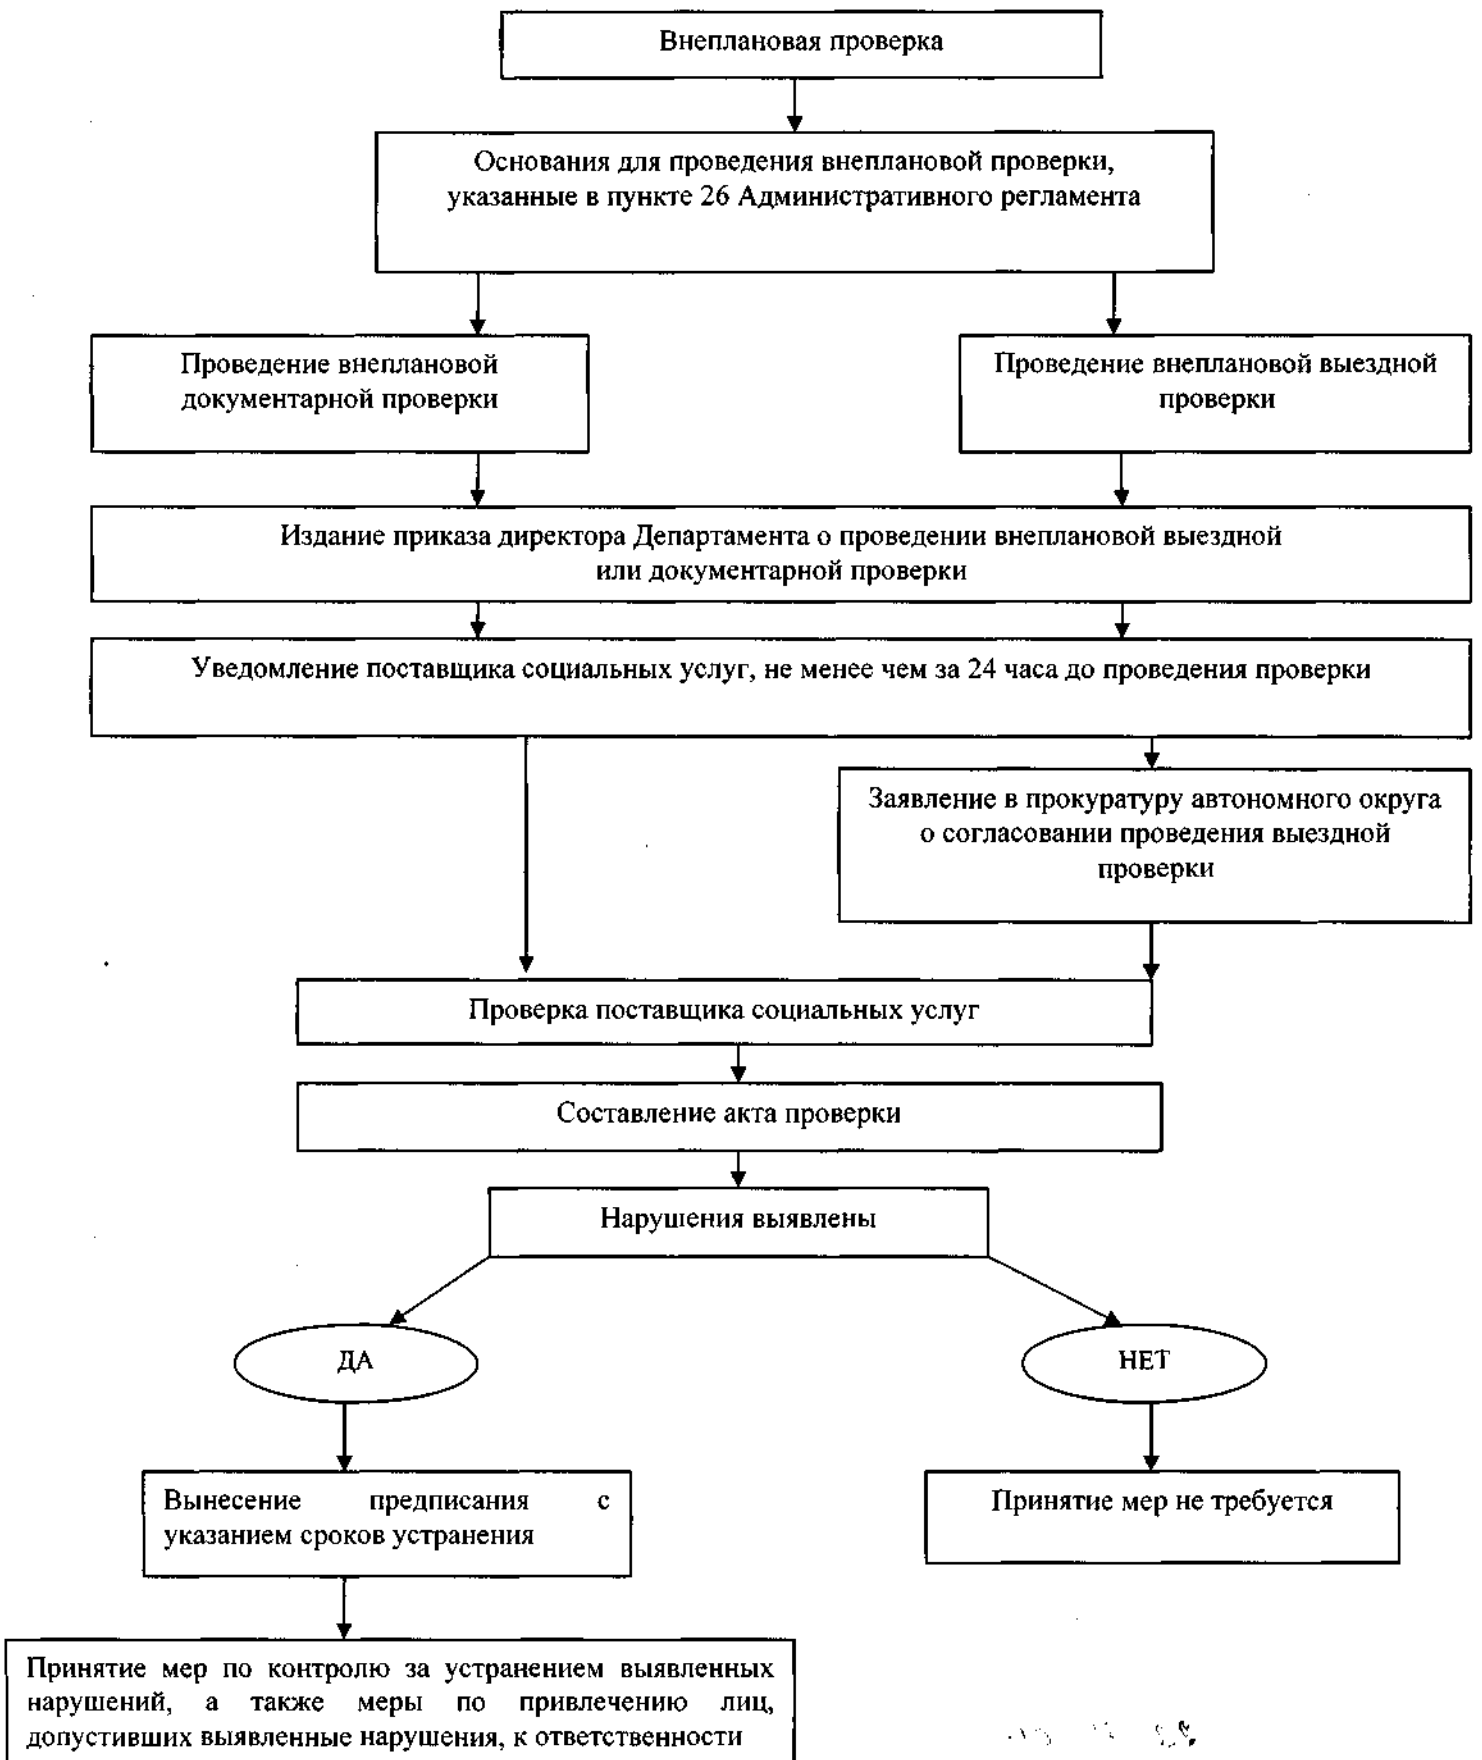 Внеплановая проверка
Основания для проведения внеплановой проверки,
указанные в пункте 26 Административного регламента
Проведение внеплановой
документарной проверки
Проведение внеплановой выездной
проверки
Издание приказа директора Департамента о проведении внеплановой выездной
или документарной проверки
Уведомление поставщика социальных услуг, не менее чем за 24 часа до проведения проверки
Заявление в прокуратуру автономного округа
о согласовании проведения выездной
проверки
Проверка поставщика социальных услуг
Составление акта проверки
Нарушения выявлены
ДА
НЕТ
Вынесение предписания с
указанием сроков устранения
Принятие мер не требуется
Принятие мер по контролю за устранением выявленных
нарушений, а также меры по привлечению лиц,
допустивших выявленные нарушения, к ответственности